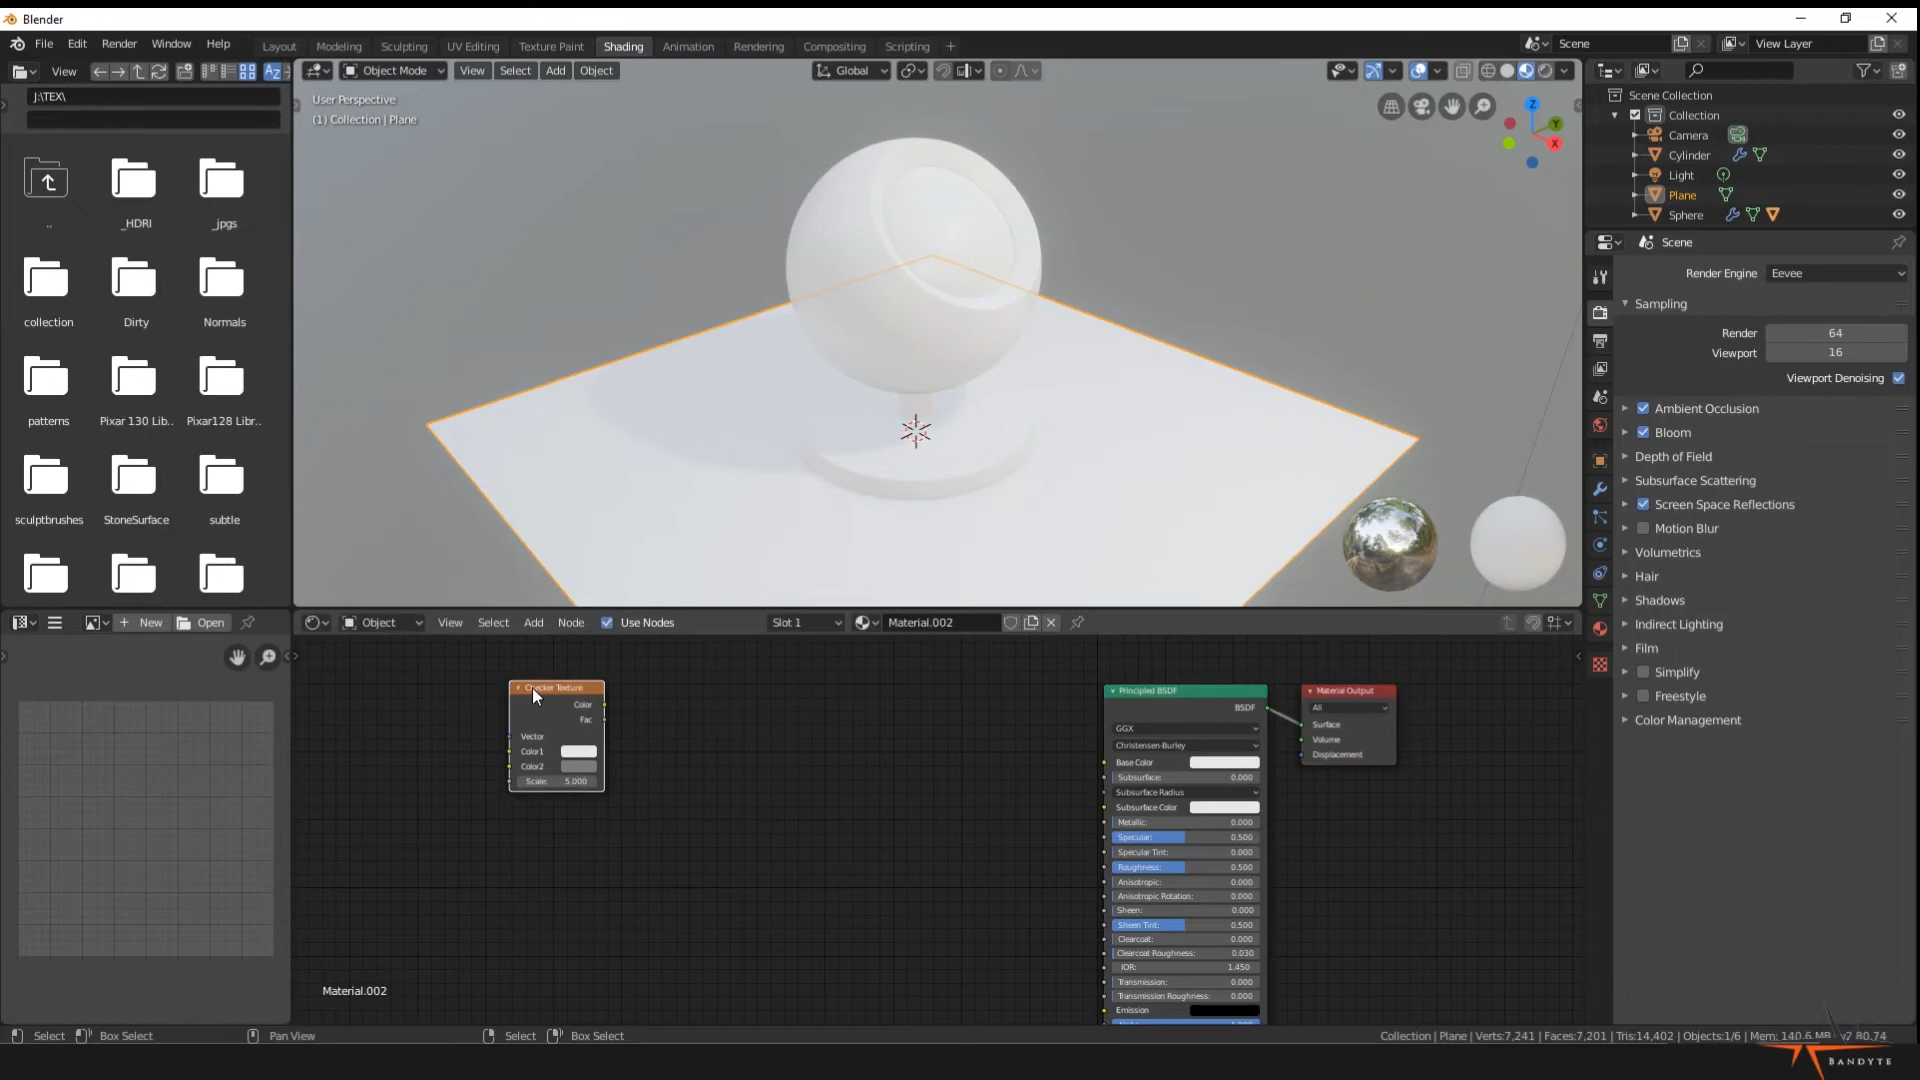 Blender
File Edit Render Window Help
Layout Modeling Sculpting UV Editing Texture Paint Shading Animation Rendering Compositing Scripting +
Scene
View Layer
View
Object Mode View Select Add Object
Global
J:\TEX\
User Perspective
(1) Collection | Plane
Z
Y
X
..
_HDRI
_jpgs
collection
Dirty
Normals
patterns
Pixar 130 Lib..
Pixar128 Libr..
sculptbrushes
StoneSurface
subtle
Scene Collection
Collection
Camera
Cylinder
Light
Plane
Sphere
Scene
Render Engine Eevee
Sampling
Render 64
Viewport 16
Viewport Denoising
Ambient Occlusion
Bloom
Depth of Field
Subsurface Scattering
Screen Space Reflections
Motion Blur
Volumetrics
Hair
Shadows
Indirect Lighting
Film
Simplify
Freestyle
Color Management
+ New Open
Object View Select Add Node Use Nodes
Slot 1
Material.002
Checker Texture
Color
Fac
Vector
Color1
Color2
Scale: 5.000
Principled BSDF
BSDF
GGX
Christensen-Burley
Base Color
Subsurface: 0.000
Subsurface Radius
Subsurface Color
Metallic: 0.000
Specular: 0.500
Specular Tint: 0.000
Roughness: 0.500
Anisotropic: 0.000
Anisotropic Rotation: 0.000
Sheen: 0.000
Sheen Tint: 0.500
Clearcoat: 0.000
Clearcoat Roughness: 0.030
IOR: 1.450
Transmission: 0.000
Transmission Roughness: 0.000
Emission
Material Output
All
Surface
Volume
Displacement
Material.002
Select Box Select Pan View Select Box Select
Collection | Plane | Verts:7,241 | Faces:7,201 | Tris:14,402 | Objects:1/6 | Mem: 140.6 MB
BANDYTE